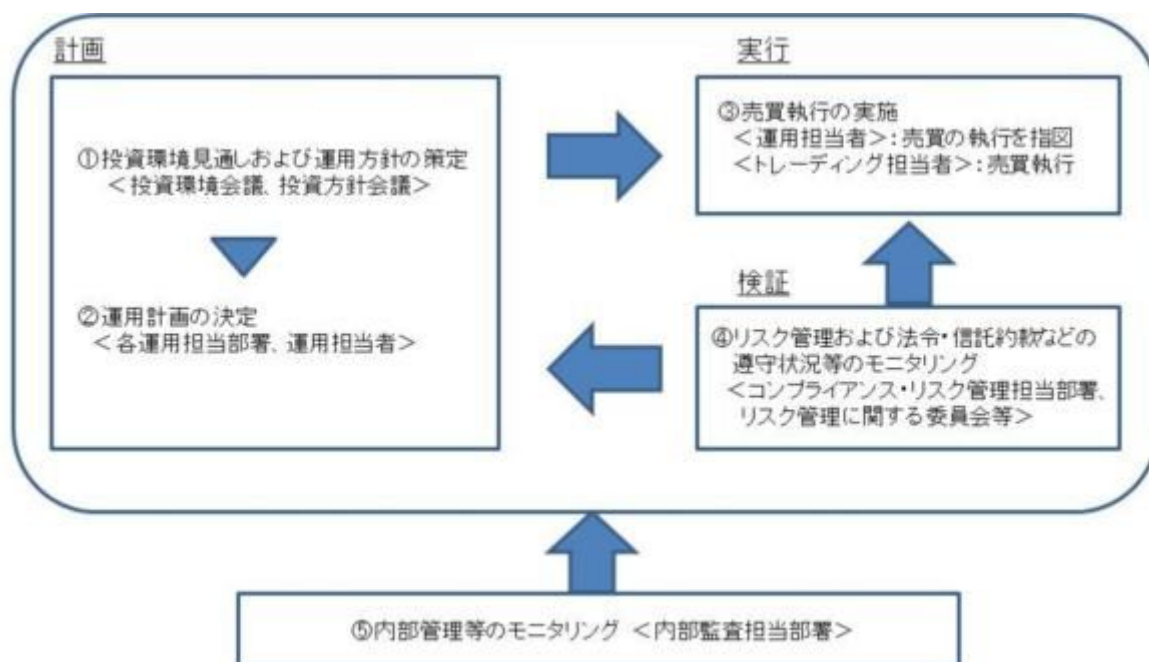 計画
①投資環境見通しおよび運用方針の策定
＜投資環境会議、投資方針会議＞
②運用計画の決定
＜各運用担当部署、運用担当者＞
実行
③売買執行の実施
＜運用担当者＞：売買の執行を指図
＜トレーディング担当者＞：売買執行
検証
④リスク管理および法令・信託約款などの
遵守状況等のモニタリング
＜コンプライアンス・リスク管理担当部署、
リスク管理に関する委員会等＞
⑤内部管理等のモニタリング ＜内部監査担当部署＞